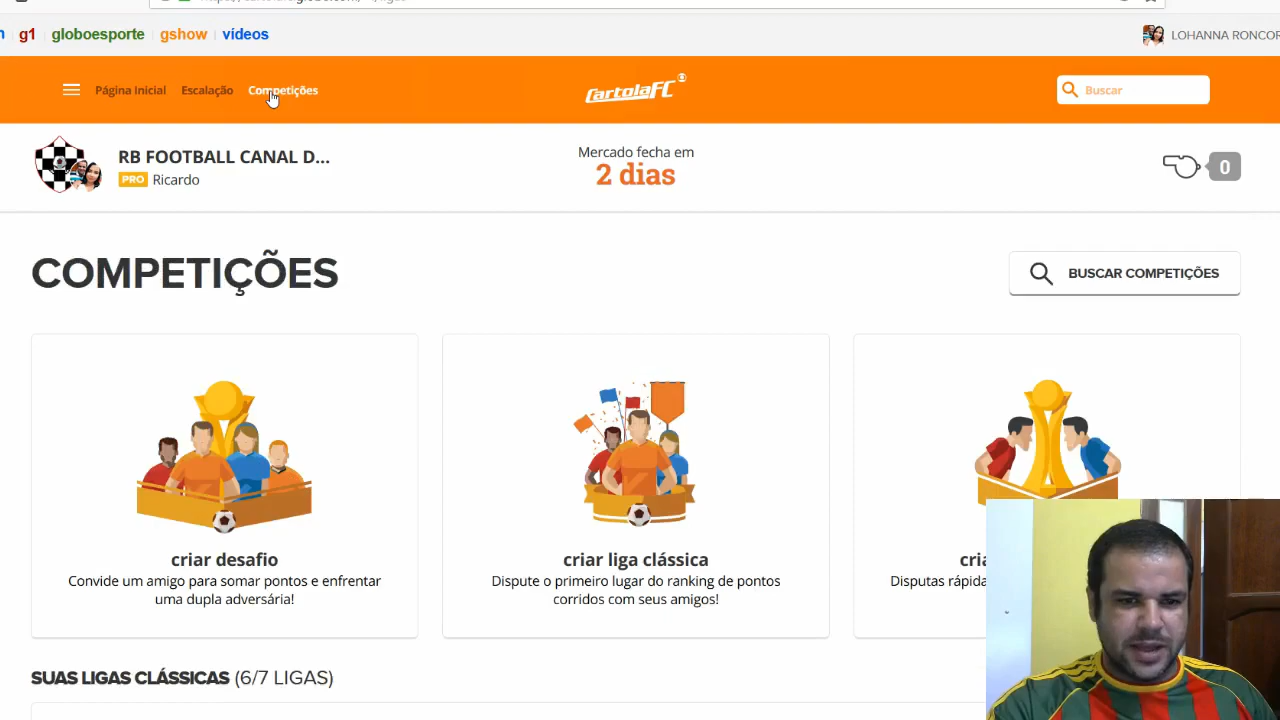 g1 globoesporte gshow videos
LOHANNA RONCOR
Página Inicial Escalação Competições
CartolaFC
Buscar
RB FOOTBALL CANAL D...
PRO Ricardo
Mercado fecha em
2 dias
0
COMPETIÇÕES
BUSCAR COMPETIÇÕES
criar desafio
Convide um amigo para somar pontos e enfrentar
uma dupla adversária!
criar liga clássica
Dispute o primeiro lugar do ranking de pontos
corridos com seus amigos!
Disputas
SUAS LIGAS CLÁSSICAS (6/7 LIGAS)